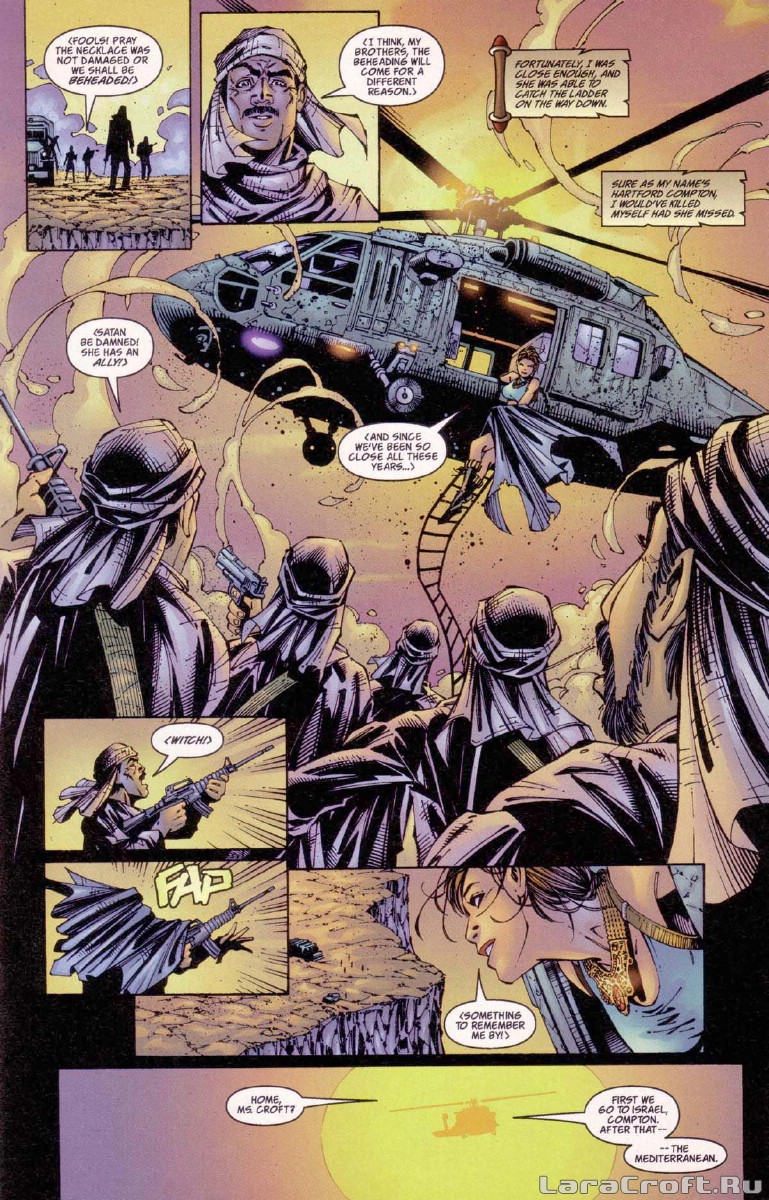 <FOOLS! PRAY
THE NECKLACE WAS
NOT DAMAGED OR
WE SHALL BE
BEHEADED!>
<I THINK, MY
BROTHERS, THE
BEHEADING WILL
COME FOR A
DIFFERENT
REASON.>
FORTUNATELY, I WAS
CLOSE ENOUGH, AND
SHE WAS ABLE TO
CATCH THE LADDER
ON THE WAY DOWN.
SURE AS MY NAME'S
HARTFORD COMPTON,
I WOULD'VE KILLED
MYSELF HAD SHE MISSED.
<SATAN
BE DAMNED!
SHE HAS AN
ALLY?>
<AND SINCE
WE'VE BEEN SO
CLOSE ALL THESE
YEARS...>
<WITCH!>
FAP
<SOMETHING
TO REMEMBER
ME BY!>
HOME,
MS. CROFT?
FIRST WE
GO TO ISRAEL,
COMPTON.
AFTER THAT--
-- THE
MEDITERRANEAN.
LaraCroft.Ru